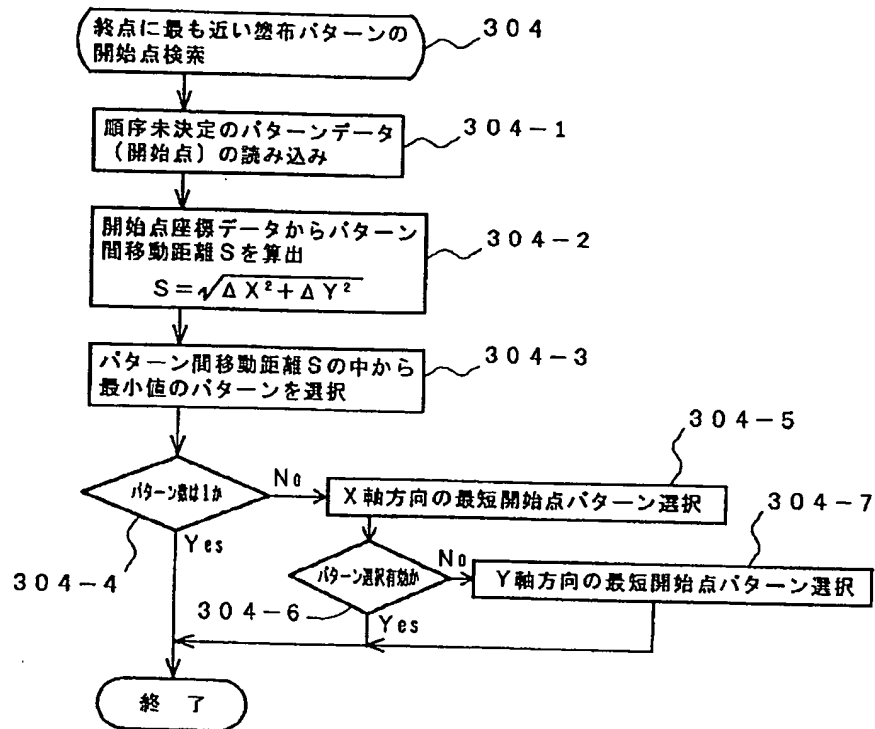 終点に最も近い塗布パターンの
開始点検索
304
順序未決定のパターンデータ
(開始点)の読み込み
304-1
開始点座標データからパターン
間移動距離Sを算出
S=√ΔX²+ΔY²
304-2
パターン間移動距離Sの中から
最小値のパターンを選択
304-3
パターン数は1か
No
Yes
304-4
X軸方向の最短開始点パターン選択
304-5
パターン選択有効か
No
Yes
304-6
Y軸方向の最短開始点パターン選択
304-7
終 了